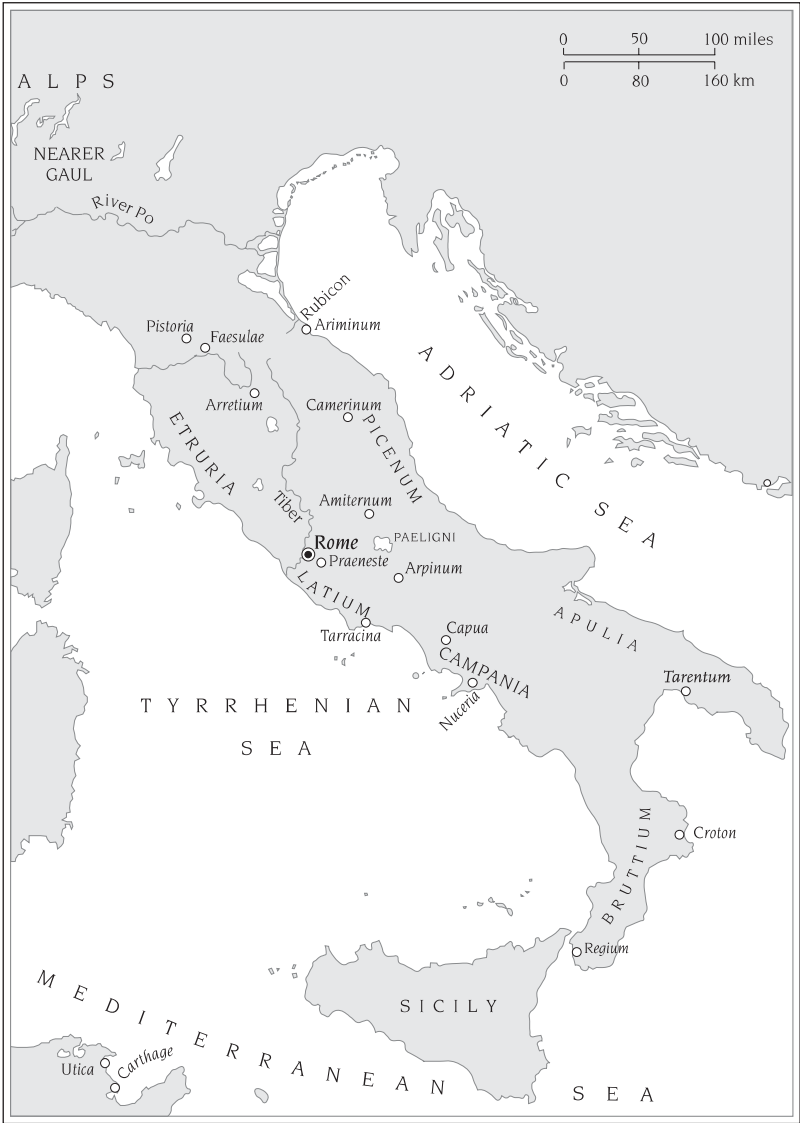 0 50 100 miles
0 80 160 km
ALPS
NEARER
GAUL
River Po
Rubicon
Ariminum
Pistoria
Faesulae
Arretium
Camerinum
ADRIATIC SEA
ETRURIA
PICENUM
Tiber
Amiternum
Rome
PAELIGNI
Praeneste
Arpinum
LATIUM
APULIA
Tarracina
Capua
CAMPANIA
Nuceria
Tarentum
TYRRHENIAN
SEA
BRUTTIUM
Croton
Regium
SICILY
MEDITERRANEAN SEA
Utica
Carthage